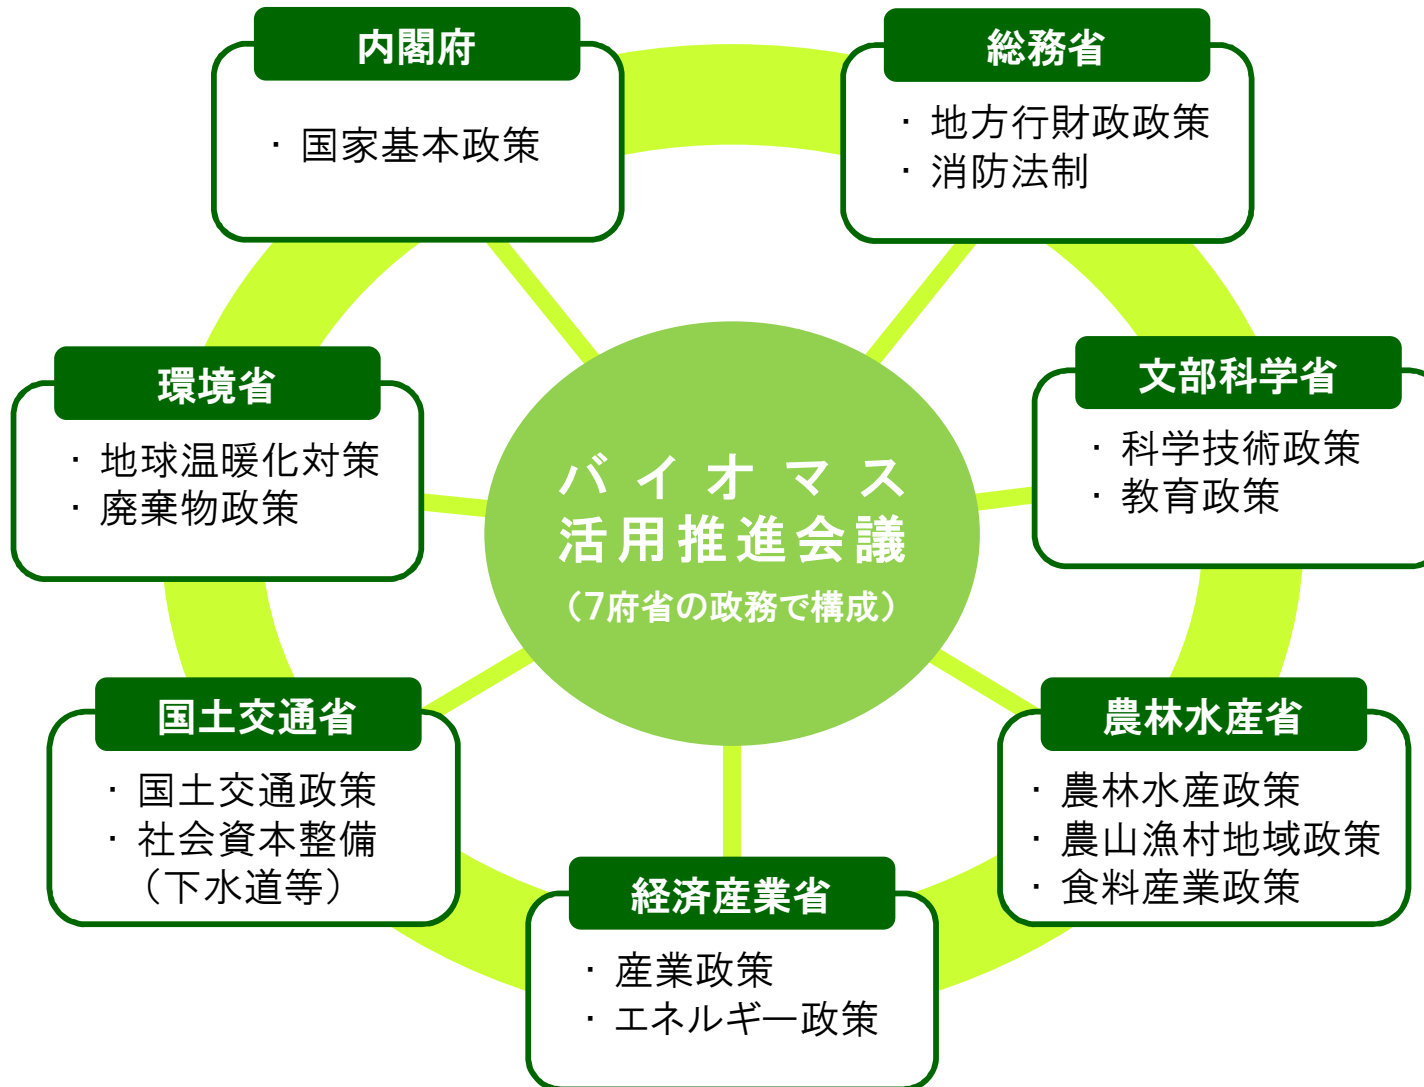 内閣府
・国家基本政策
総務省
・地方行財政政策
・消防法制
環境省
・地球温暖化対策
・廃棄物政策
バイオマス
活用推進会議
（7府省の政務で構成）
文部科学省
・科学技術政策
・教育政策
国土交通省
・国土交通政策
・社会資本整備
（下水道等）
農林水産省
・農林水産政策
・農山漁村地域政策
・食料産業政策
経済産業省
・産業政策
・エネルギー政策